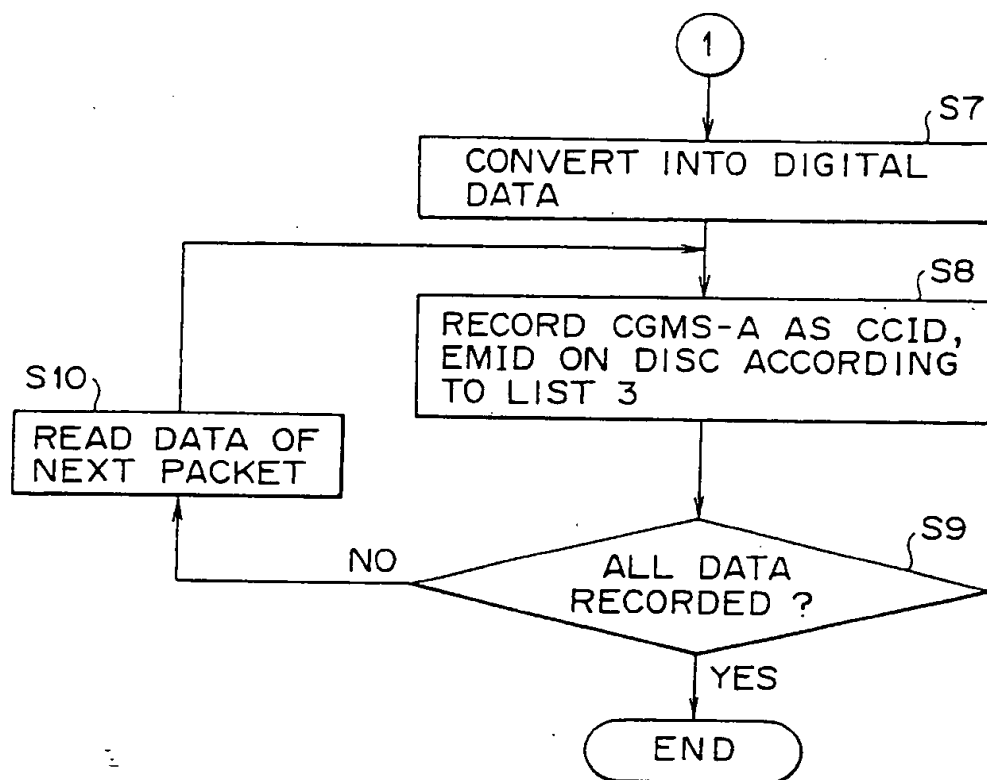 1
S7
CONVERT INTO DIGITAL
DATA
S8
RECORD CGMS-A AS CCID,
EMID ON DISC ACCORDING
TO LIST 3
S10
READ DATA OF
NEXT PACKET
S9
NO
ALL DATA
RECORDED ?
YES
END